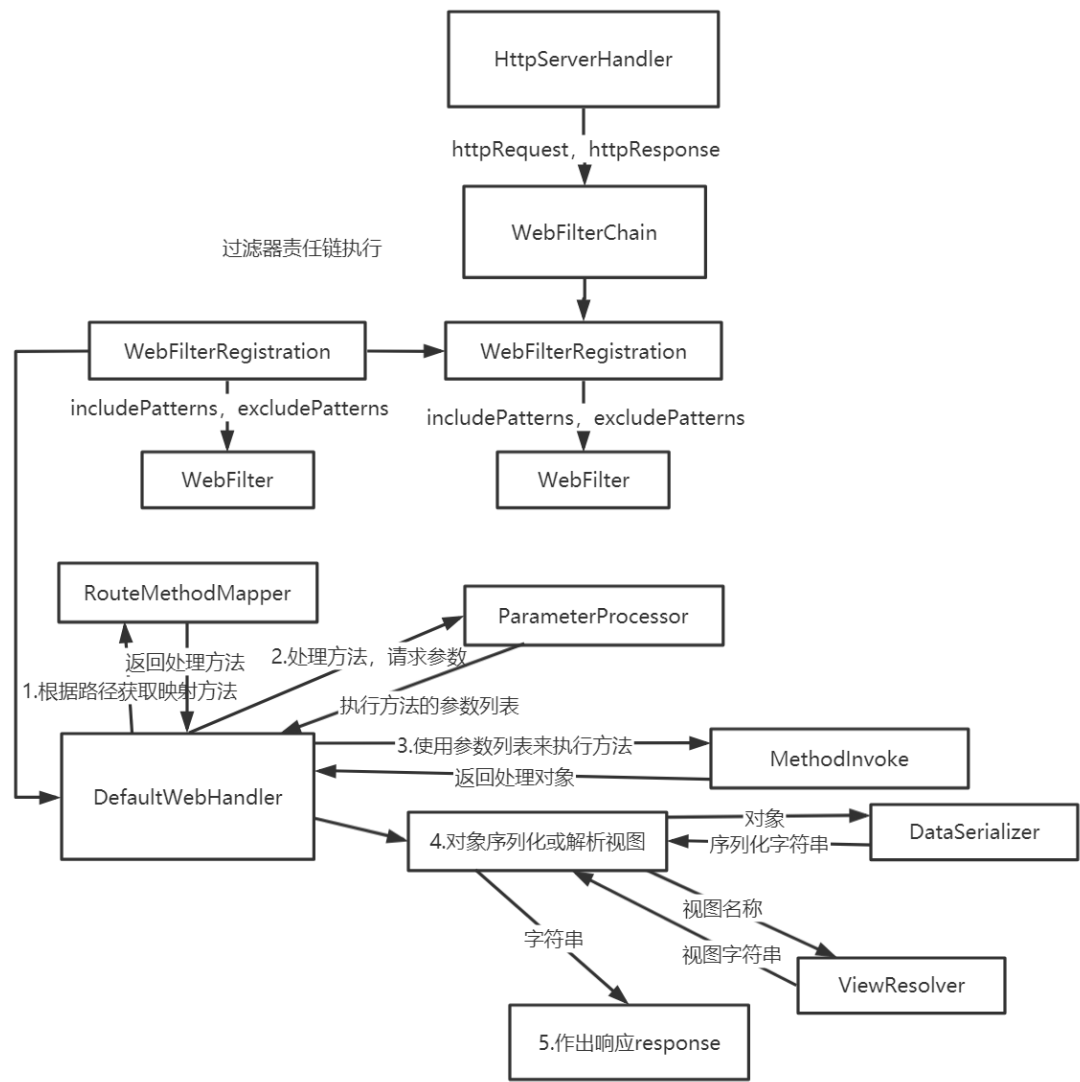 HttpServerHandler
httpRequest，httpResponse
WebFilterChain
过滤器责任链执行
WebFilterRegistration
WebFilterRegistration
includePatterns，excludePatterns
includePatterns，excludePatterns
WebFilter
WebFilter
RouteMethodMapper
ParameterProcessor
返回处理方法
2.处理方法，请求参数
1.根据路径获取映射方法
执行方法的参数列表
3.使用参数列表来执行方法
MethodInvoke
返回处理对象
DefaultWebHandler
对象
DataSerializer
4.对象序列化或解析视图
序列化字符串
视图名称
字符串
视图字符串
ViewResolver
5.作出响应response